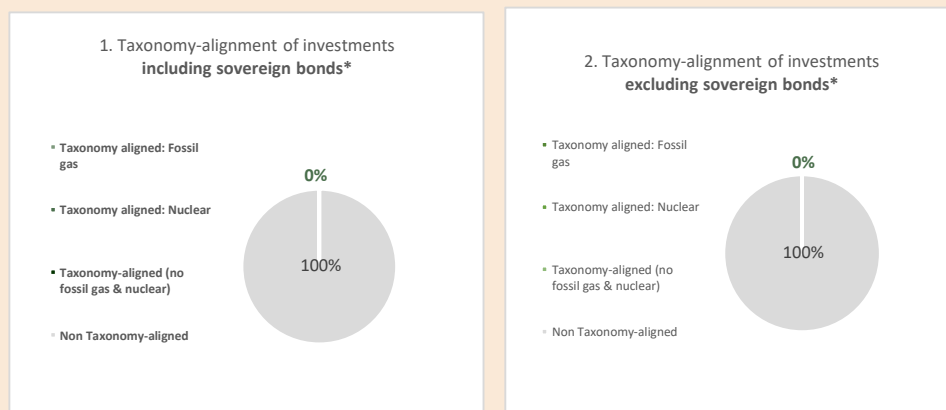 1. Taxonomy-alignment of investments
including sovereign bonds*
Taxonomy aligned: Fossil
gas
Taxonomy aligned: Nuclear
Taxonomy-aligned (no
fossil gas & nuclear)
Non Taxonomy-aligned
0%
100%
2. Taxonomy-alignment of investments
excluding sovereign bonds*
Taxonomy aligned: Fossil
gas
Taxonomy aligned: Nuclear
Taxonomy-aligned (no
fossil gas & nuclear)
Non Taxonomy-aligned
0%
100%